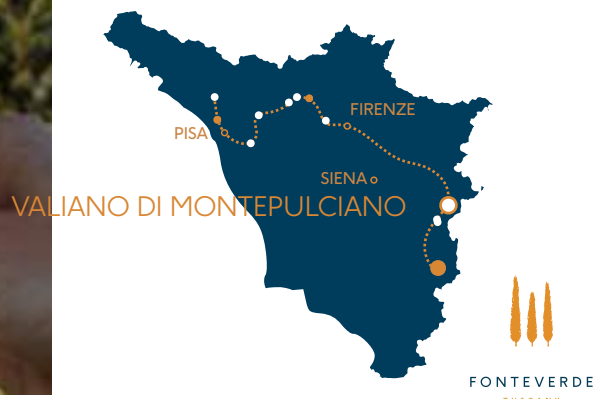 FIRENZE
PISA
SIENA
VALIANO DI MONTEPULCIANO
FONTEVERDE